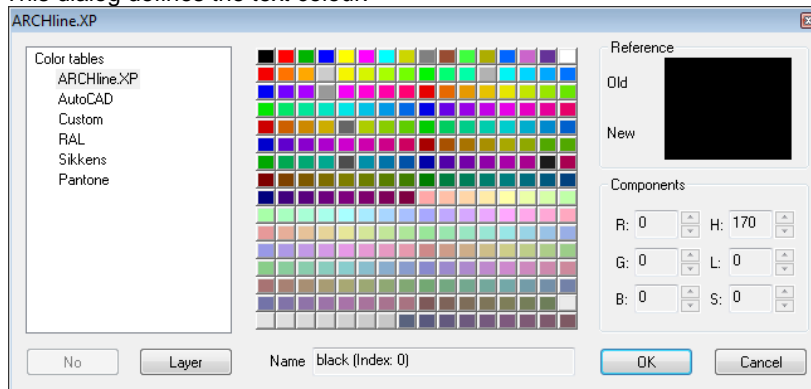 This dialog defines the text colour.
ARCHline.XP
Color tables
ARCHline.XP
AutoCAD
Custom
RAL
Sikkens
Pantone
Reference
Old
New
Components
R: 0 H: 170
G: 0 L: 0
B: 0 S: 0
No Layer Name black (Index: 0) OK Cancel